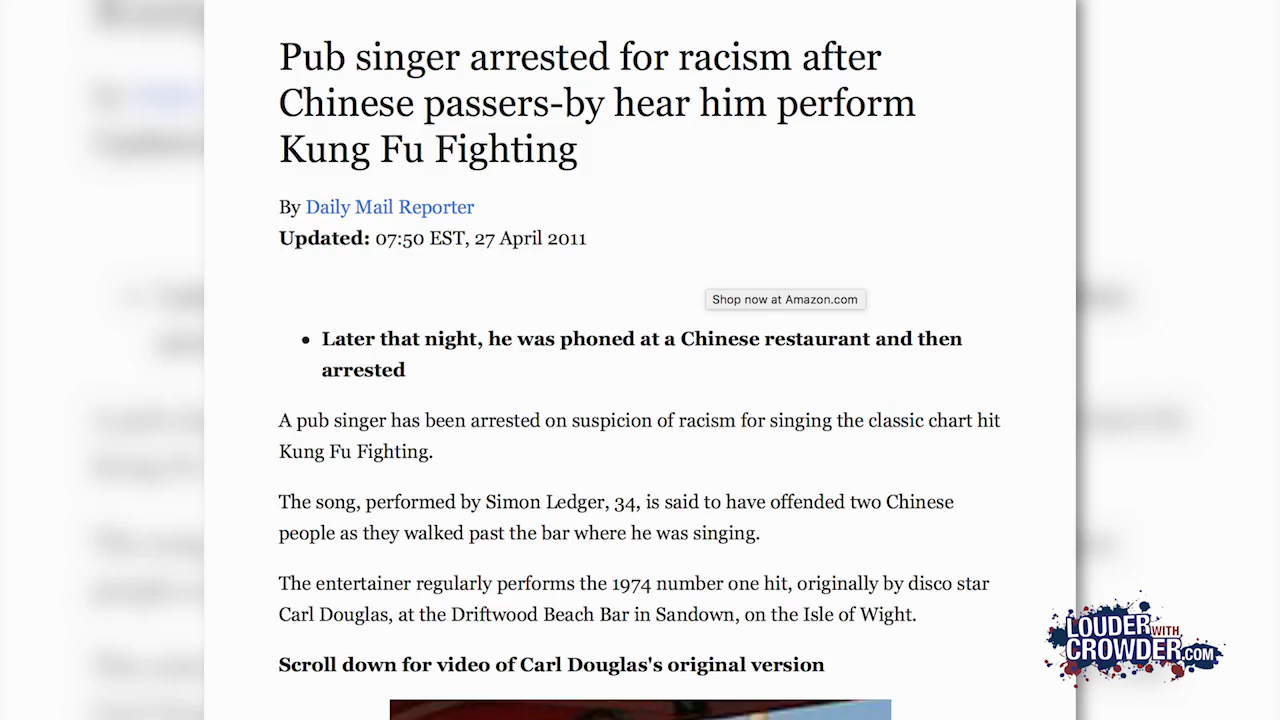 Pub singer arrested for racism after
Chinese passers-by hear him perform
Kung Fu Fighting
By Daily Mail Reporter
Updated: 07:50 EST, 27 April 2011
Shop now at Amazon.com
• Later that night, he was phoned at a Chinese restaurant and then
arrested
A pub singer has been arrested on suspicion of racism for singing the classic chart hit
Kung Fu Fighting.
The song, performed by Simon Ledger, 34, is said to have offended two Chinese
people as they walked past the bar where he was singing.
The entertainer regularly performs the 1974 number one hit, originally by disco star
Carl Douglas, at the Driftwood Beach Bar in Sandown, on the Isle of Wight.
Scroll down for video of Carl Douglas's original version
LOUDER WITH
CROWDER.COM